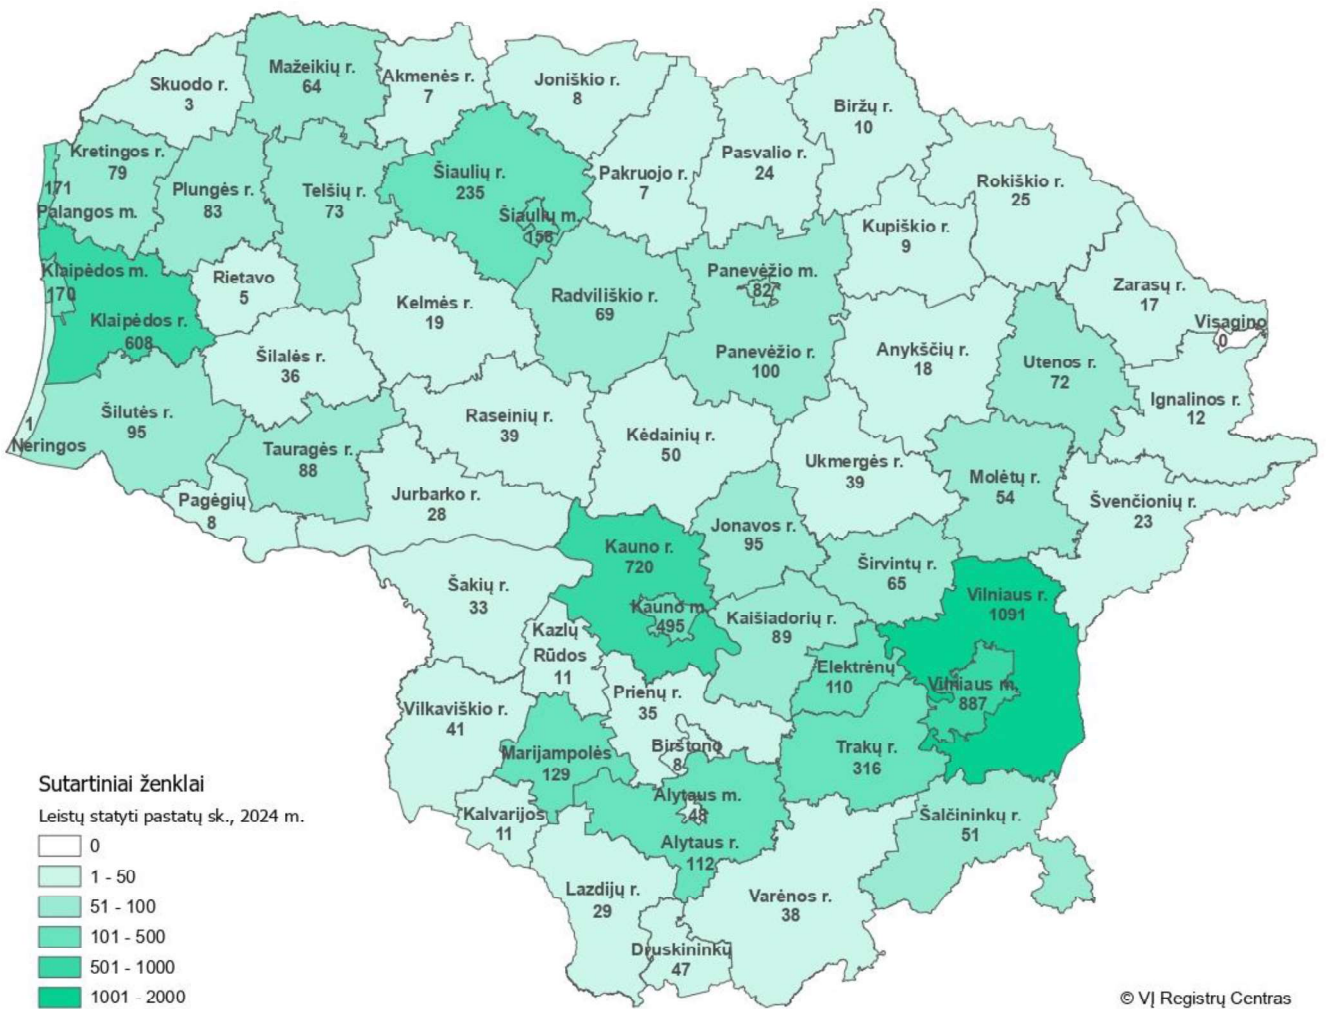 Skuodo r.
3
Mažeikių r.
64
Akmenės r.
7
Joniškio r.
8
Biržų r.
10
Kretingos r.
79
171
Palangos m.
Plungės r.
83
Telšių r.
73
Šiaulių r.
235
Šiaulių m.
158
Pakruojo r.
7
Pasvalio r.
24
Rokiškio r.
25
Kupiškio r.
9
Klaipėdos m.
170
Klaipėdos r.
608
Rietavo
5
Kelmės r.
19
Radviliškio r.
69
Panevėžio m.
82
Panevėžio r.
100
Anykščių r.
18
Zarasų r.
17
Visagino
0
Utenos r.
72
Ignalinos r.
12
Šilalės r.
36
Šilutės r.
95
1
Neringos
Tauragės r.
88
Raseinių r.
39
Kėdainių r.
50
Ukmergės r.
39
Molėtų r.
54
Švenčionių r.
23
Pagėgių
8
Jurbarko r.
28
Jonavos r.
95
Kauno r.
720
Kauno m.
495
Širvintų r.
65
Vilniaus r.
1091
Vilniaus m.
887
Šakių r.
33
Kazlų
Rūdos
11
Kaišiadorių r.
89
Elektrėnų
110
Prienų r.
35
Birštono
8
Vilkaviškio r.
41
Marijampolės
129
Trakų r.
316
Alytaus m.
48
Alytaus r.
112
Kalvarijos
11
Šalčininkų r.
51
Lazdijų r.
29
Varėnos r.
38
Druskininkų
47
Sutartiniai ženklai
Leistų statyti pastatų sk., 2024 m.
0
1 - 50
51 - 100
101 - 500
501 - 1000
1001 - 2000
© VĮ Registrų Centras